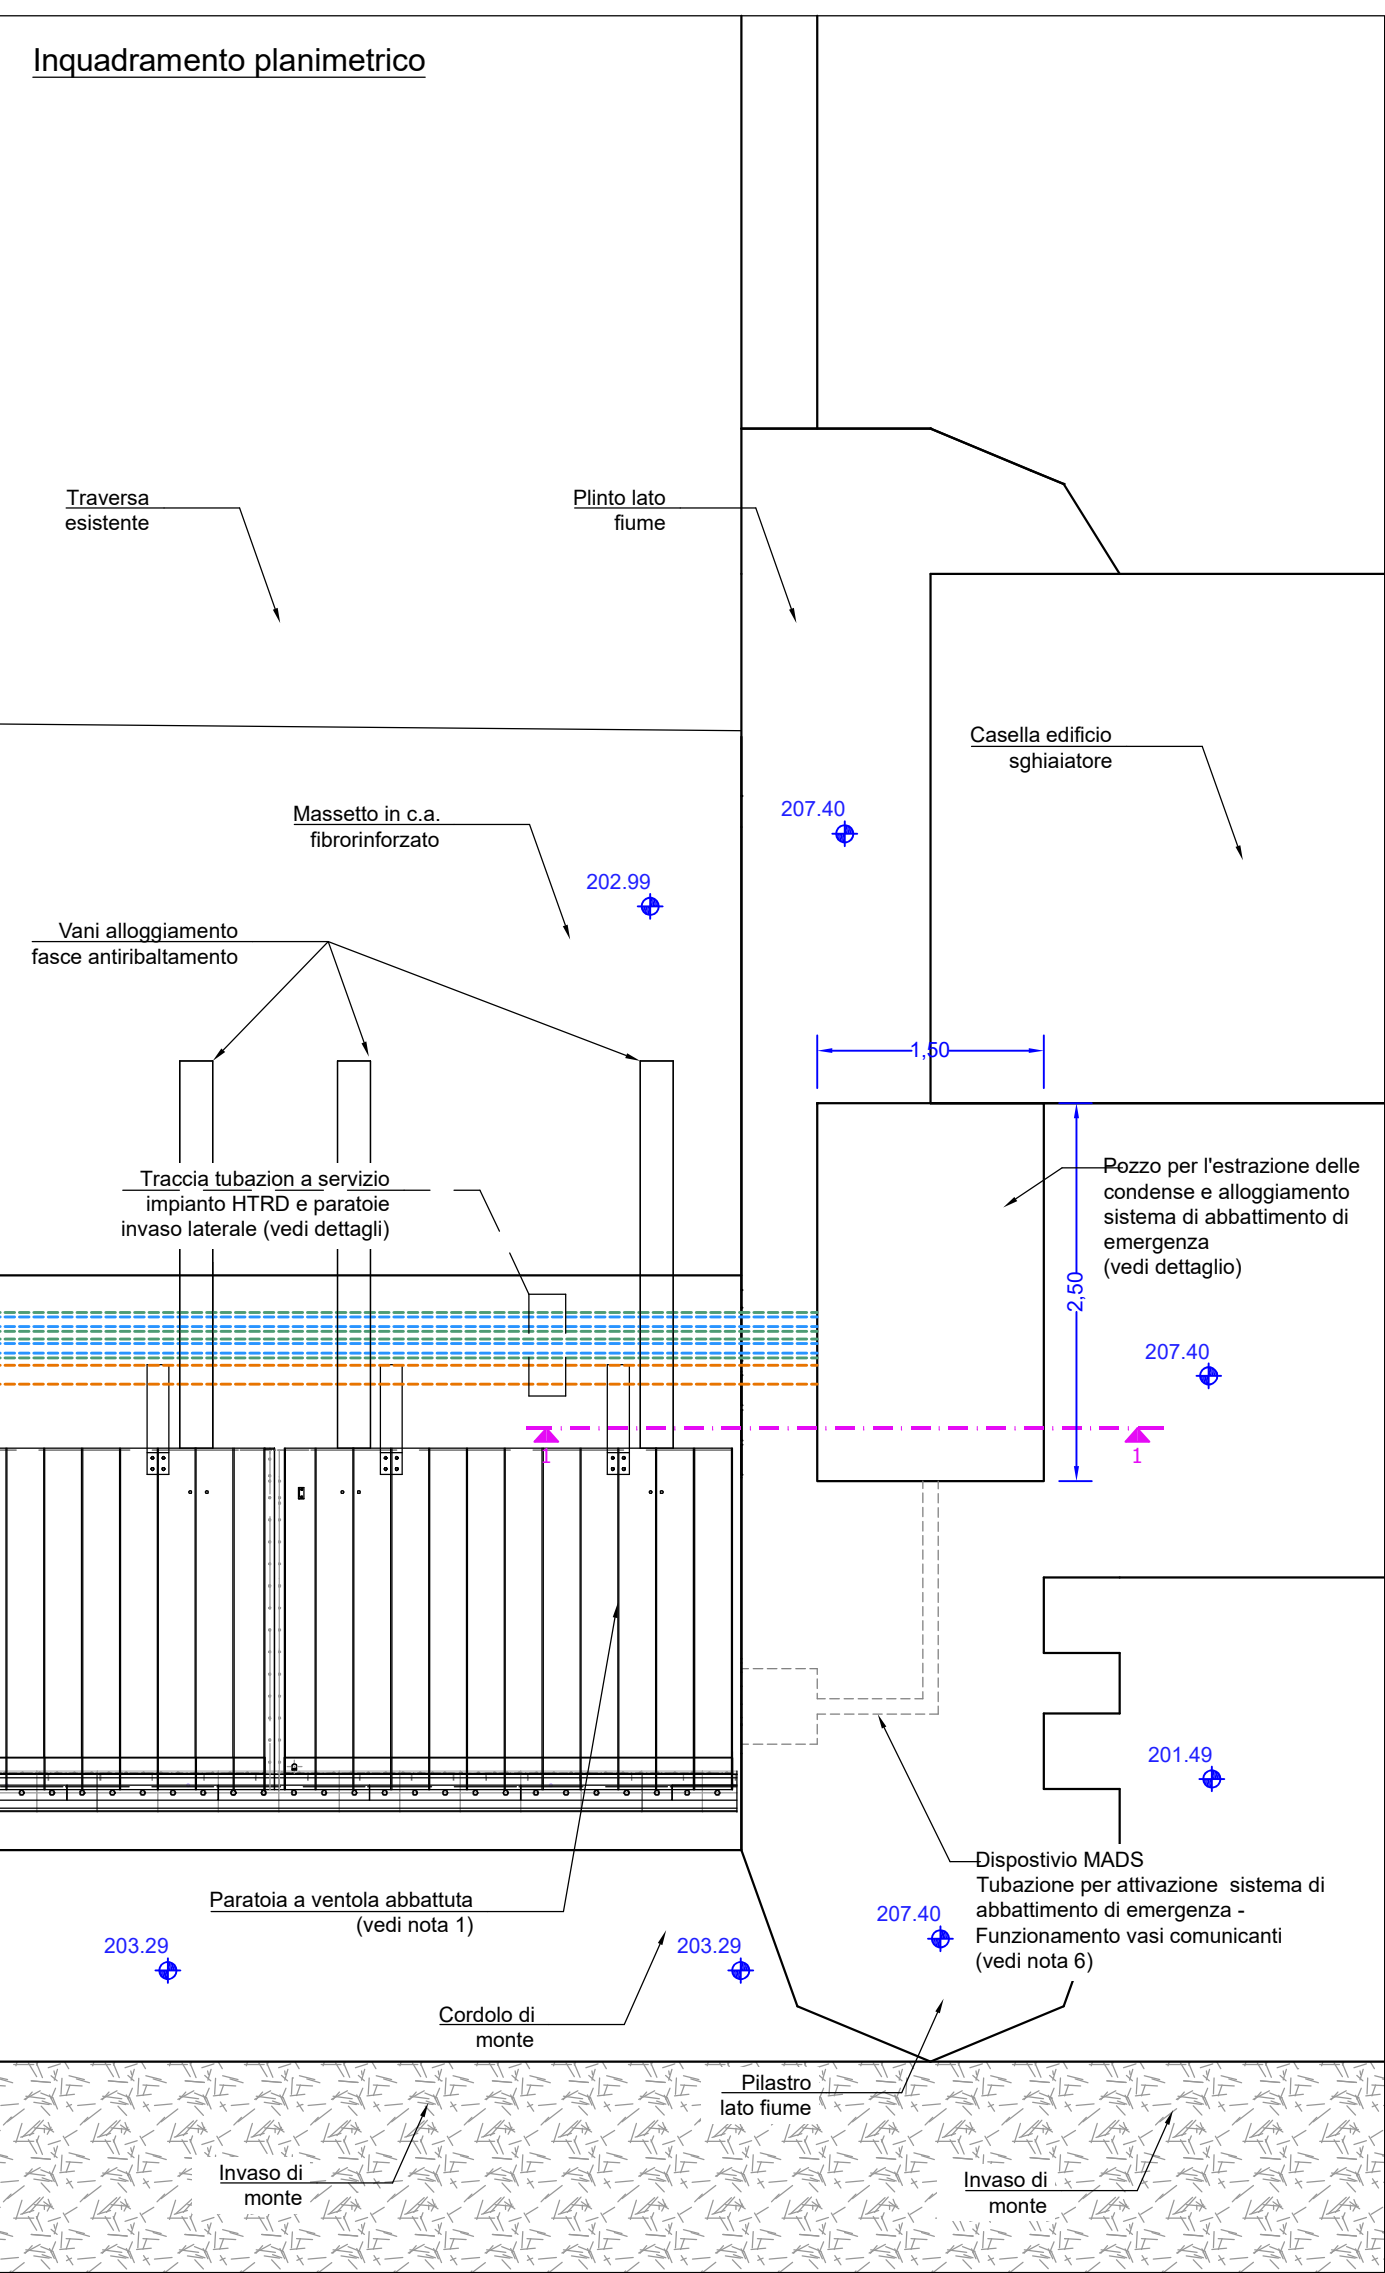 Inquadramento planimetrico
Traversa
esistente
Plinto lato
fiume
Casella edificio
sghiaiatore
207.40
Massetto in c.a.
fibrorinforzato
202.99
Vani alloggiamento
fasce antiribaltamento
1,50
Traccia tubazion a servizio
impianto HTRD e paratoie
invaso laterale (vedi dettagli)
Pozzo per l'estrazione delle
condense e alloggiamento
sistema di abbattimento di
emergenza
(vedi dettaglio)
2,50
207.40
1
1
201.49
Dispostivio MADS
Tubazione per attivazione sistema di
abbattimento di emergenza -
Funzionamento vasi comunicanti
(vedi nota 6)
Paratoia a ventola abbattuta
(vedi nota 1)
207.40
203.29
203.29
Cordolo di
monte
Pilastro
lato fiume
Invaso di
monte
Invaso di
monte